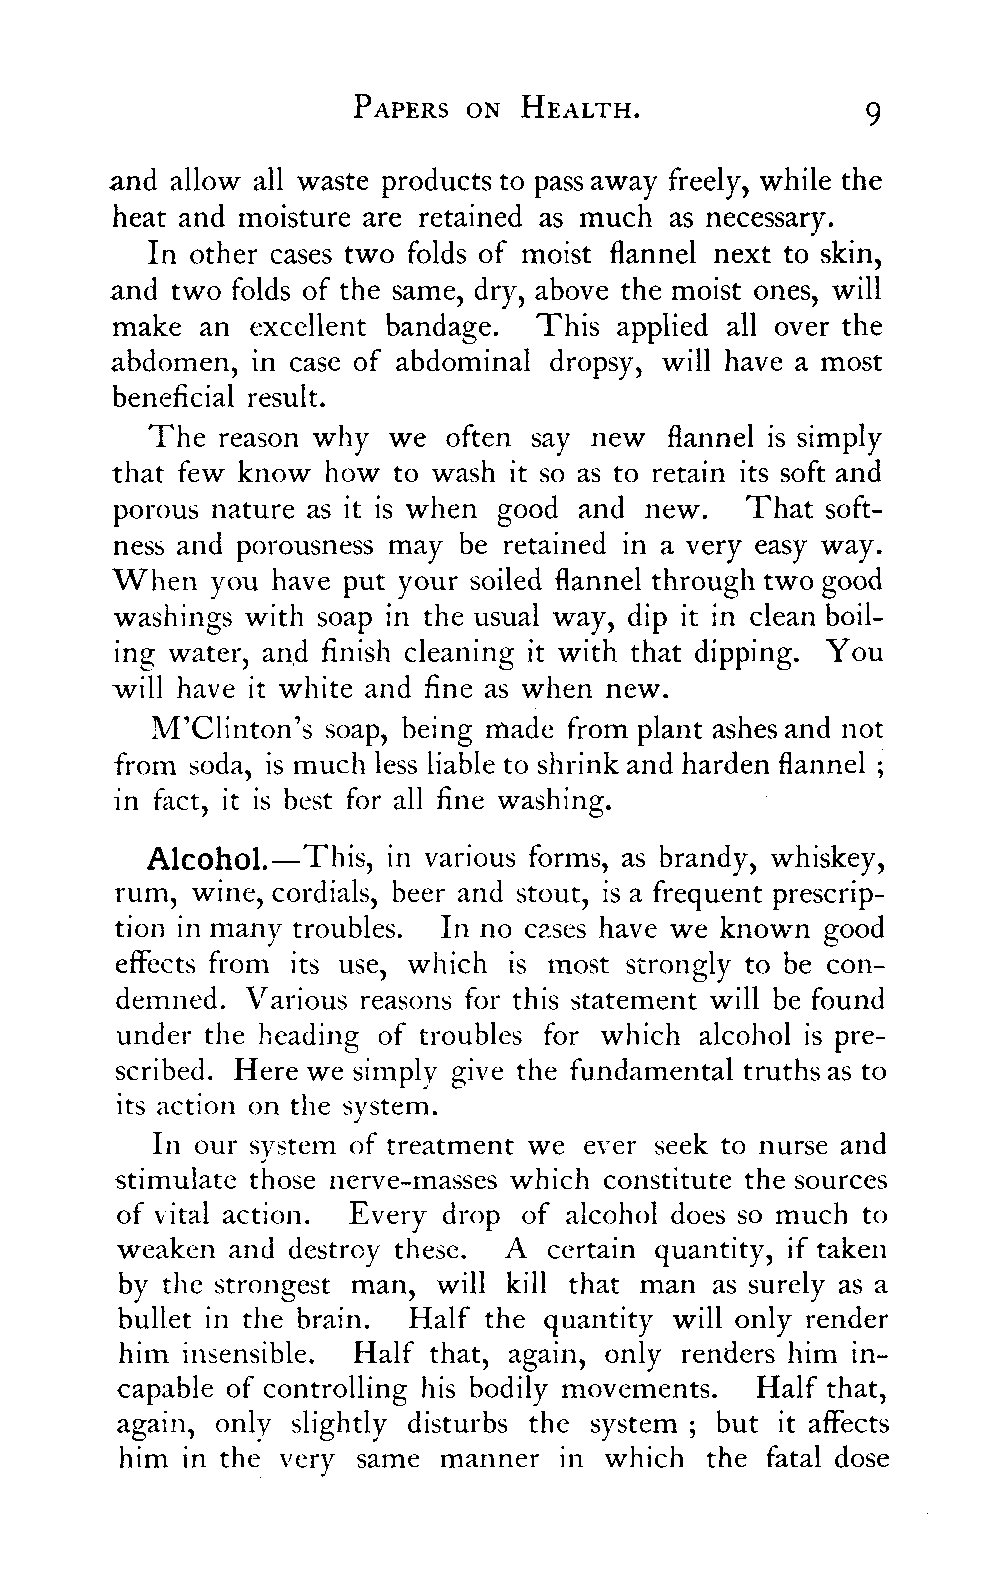 PAPERS ON HEALTH. 9
and allow all waste products to pass away freely, while the
heat and moisture are retained as much as necessary.
In other cases two folds of moist flannel next to skin,
and two folds of the same, dry, above the moist ones, will
make an excellent bandage. This applied all over the
abdomen, in case of abdominal dropsy, will have a most
beneficial result.
The reason why we often say new flannel is simply
that few know how to wash it so as to retain its soft and
porous nature as it is when good and new. That soft-
ness and porousness may be retained in a very easy way.
When you have put your soiled flannel through two good
washings with soap in the usual way, dip it in clean boil-
ing water, and finish cleaning it with that dipping. You
will have it white and fine as when new.
M'Clinton's soap, being made from plant ashes and not
from soda, is much less liable to shrink and harden flannel ;
in fact, it is best for all fine washing.
Alcohol.—This, in various forms, as brandy, whiskey,
rum, wine, cordials, beer and stout, is a frequent prescrip-
tion in many troubles. In no cases have we known good
effects from its use, which is most strongly to be con-
demned. Various reasons for this statement will be found
under the heading of troubles for which alcohol is pre-
scribed. Here we simply give the fundamental truths as to
its action on the system.
In our system of treatment we ever seek to nurse and
stimulate those nerve-masses which constitute the sources
of vital action. Every drop of alcohol does so much to
weaken and destroy these. A certain quantity, if taken
by the strongest man, will kill that man as surely as a
bullet in the brain. Half the quantity will only render
him insensible. Half that, again, only renders him in-
capable of controlling his bodily movements. Half that,
again, only slightly disturbs the system ; but it affects
him in the very same manner in which the fatal dose